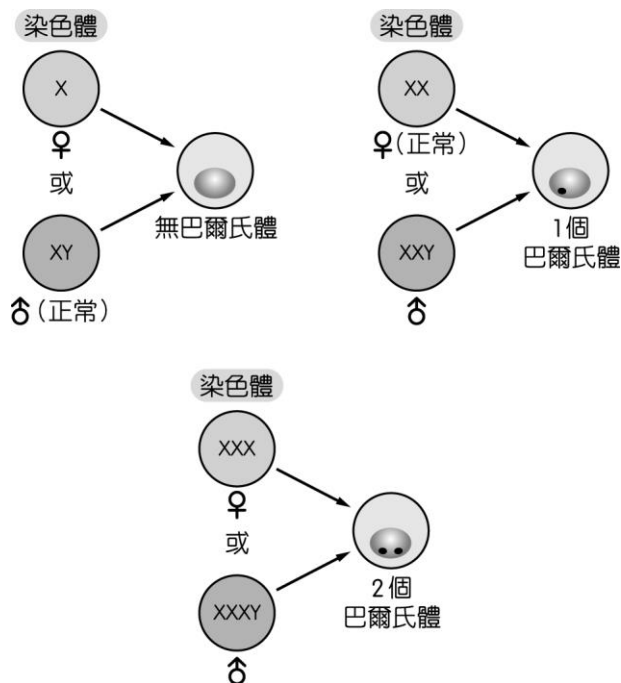 染色體
X
♀
或
XY
♂(正常)
無巴爾氏體
染色體
XX
♀(正常)
或
XXY
♂
1個
巴爾氏體
染色體
XXX
♀
或
XXXY
♂
2個
巴爾氏體